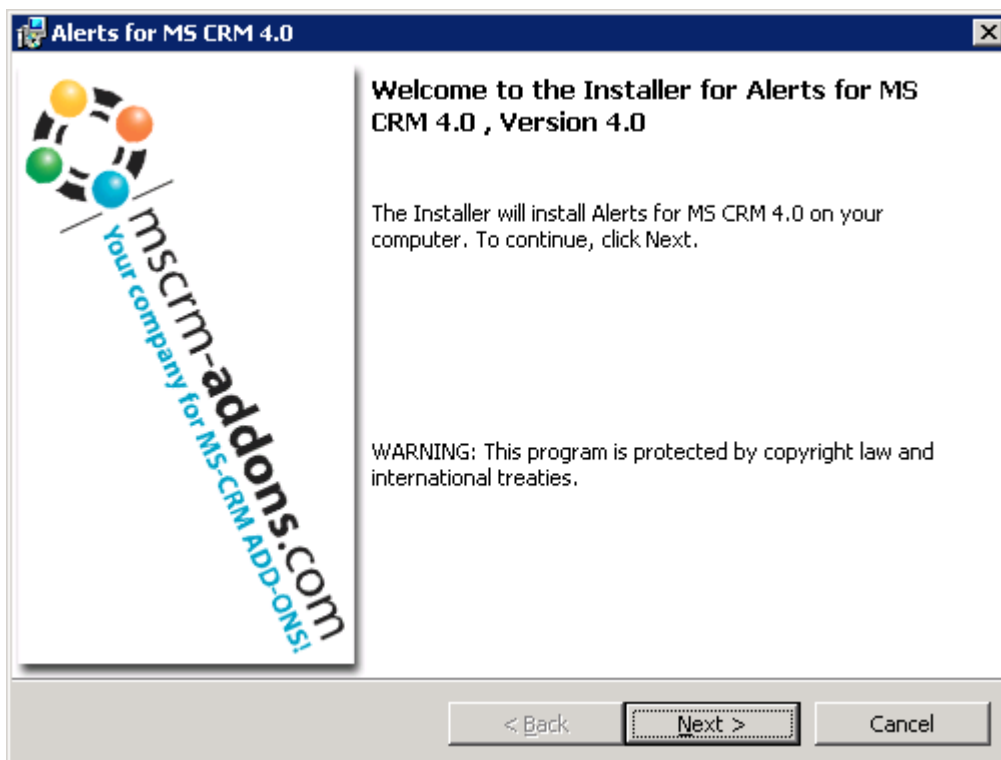 Alerts for MS CRM 4.0
mscrm-addons.com
Your company for MS-CRM ADD-ONS!
Welcome to the Installer for Alerts for MS
CRM 4.0 , Version 4.0
The Installer will install Alerts for MS CRM 4.0 on your
computer. To continue, click Next.
WARNING: This program is protected by copyright law and
international treaties.
< Back
Next >
Cancel